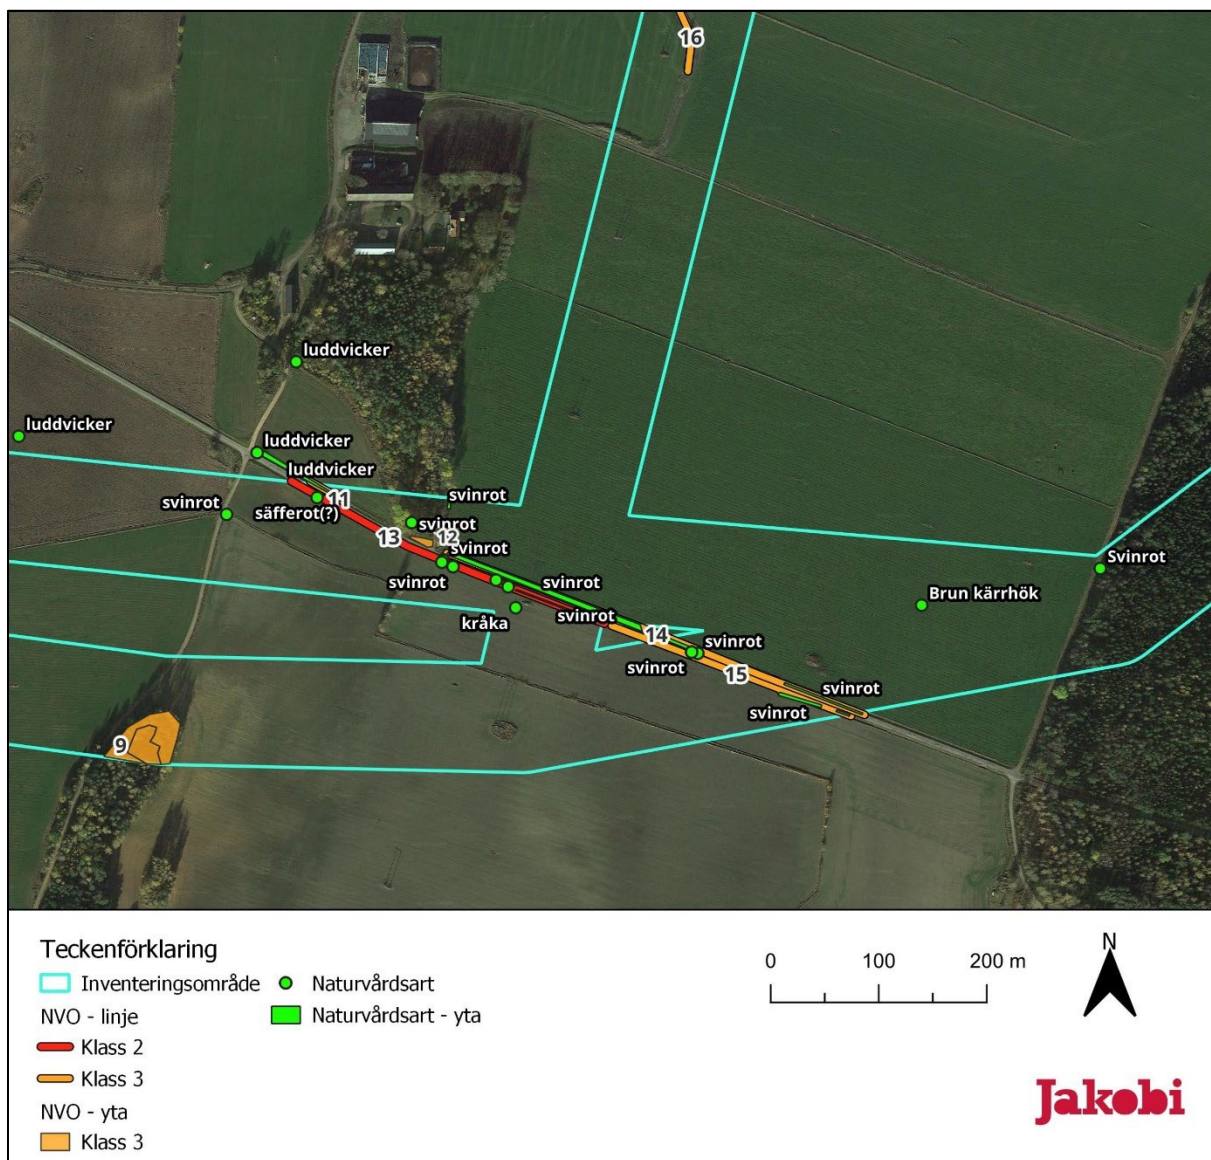 16
luddvicker
luddvicker
luddvicker
luddvicker
11
svinrot
svinrot
säfferot(?)
svinrot
13
12
svinrot
Svinrot
svinrot
svinrot
Brun kärrhök
kråka
svinrot
14
svinrot
svinrot
15
svinrot
svinrot
9
Teckenförklaring
Inventeringsområde
Naturvårdsart
NVO - linje
Naturvårdsart - yta
Klass 2
Klass 3
NVO - yta
Klass 3
0 100 200 m
N
Jakobi